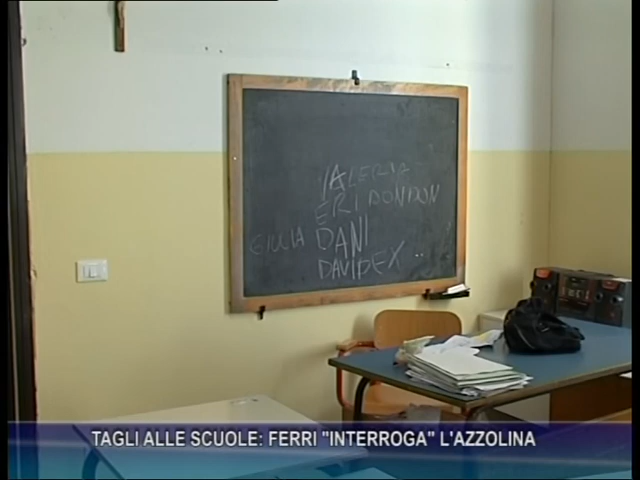 VALERIA
ERI DONDON
GIULIA DANI
DAVIDEX
TAGLI ALLE SCUOLE: FERRI "INTERROGA" L'AZZOLINA